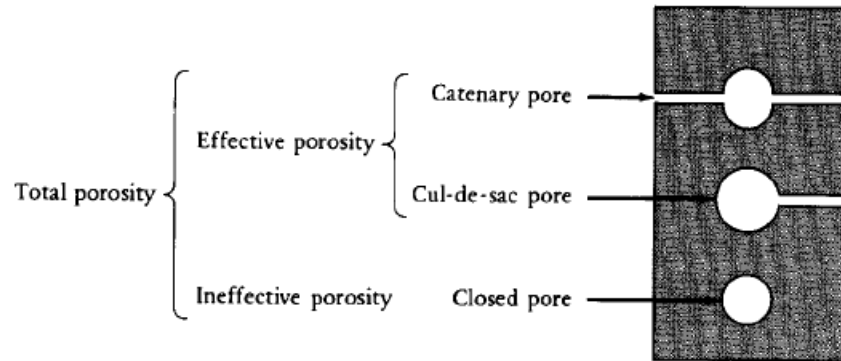 Catenary pore
Effective porosity
Total porosity
Cul-de-sac pore
Ineffective porosity
Closed pore